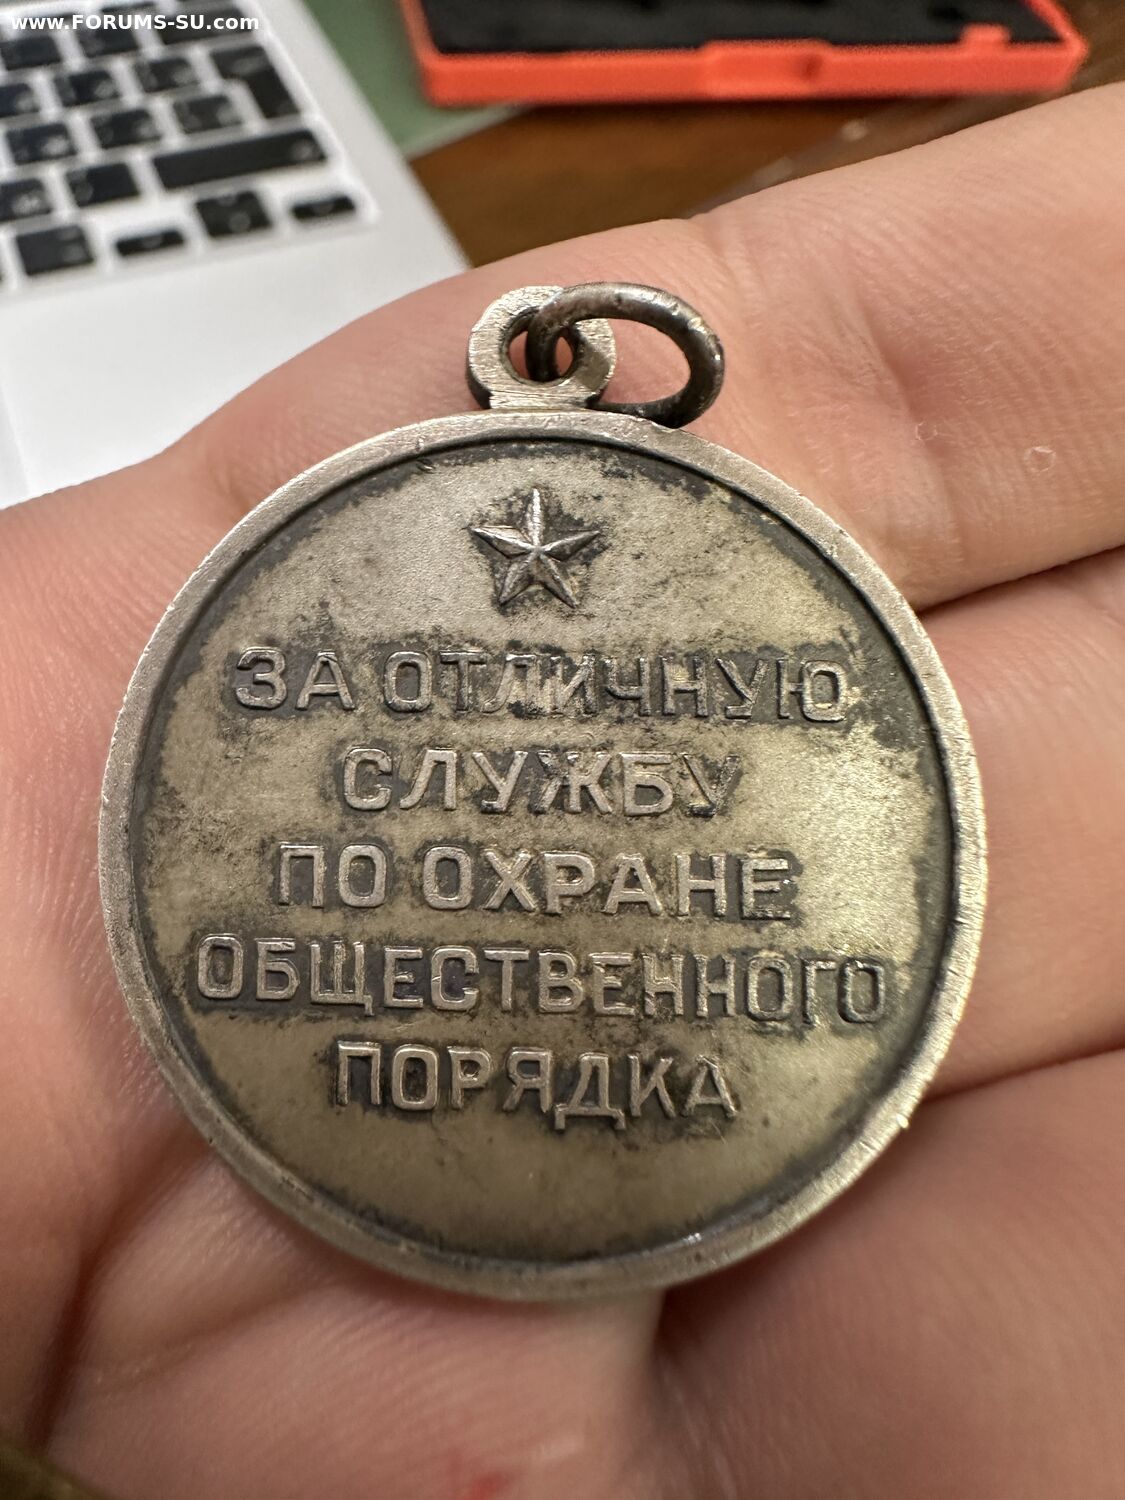 www.FORUMS-SU.com
ЗА ОТЛИЧНУЮ
СЛУЖБУ
ПО ОХРАНЕ
ОБЩЕСТВЕННОГО
ПОРЯДКА